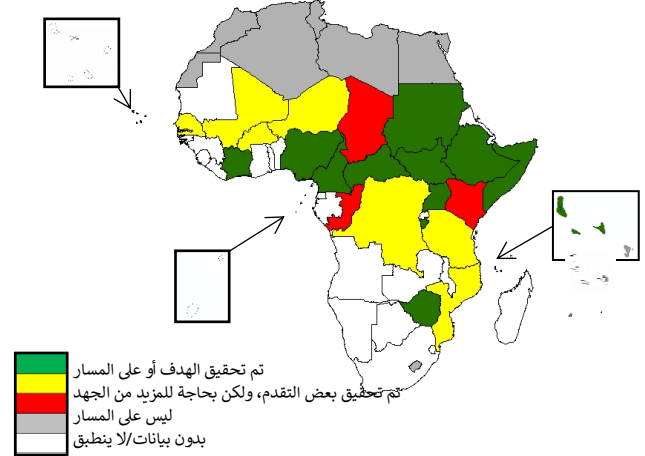 تم تحقيق الهدف أو على المسار
تم تحقيق بعض التقدم، ولكن بحاجة للمزيد من الجهد
ليس على المسار
بدون بيانات/لا ينطبق